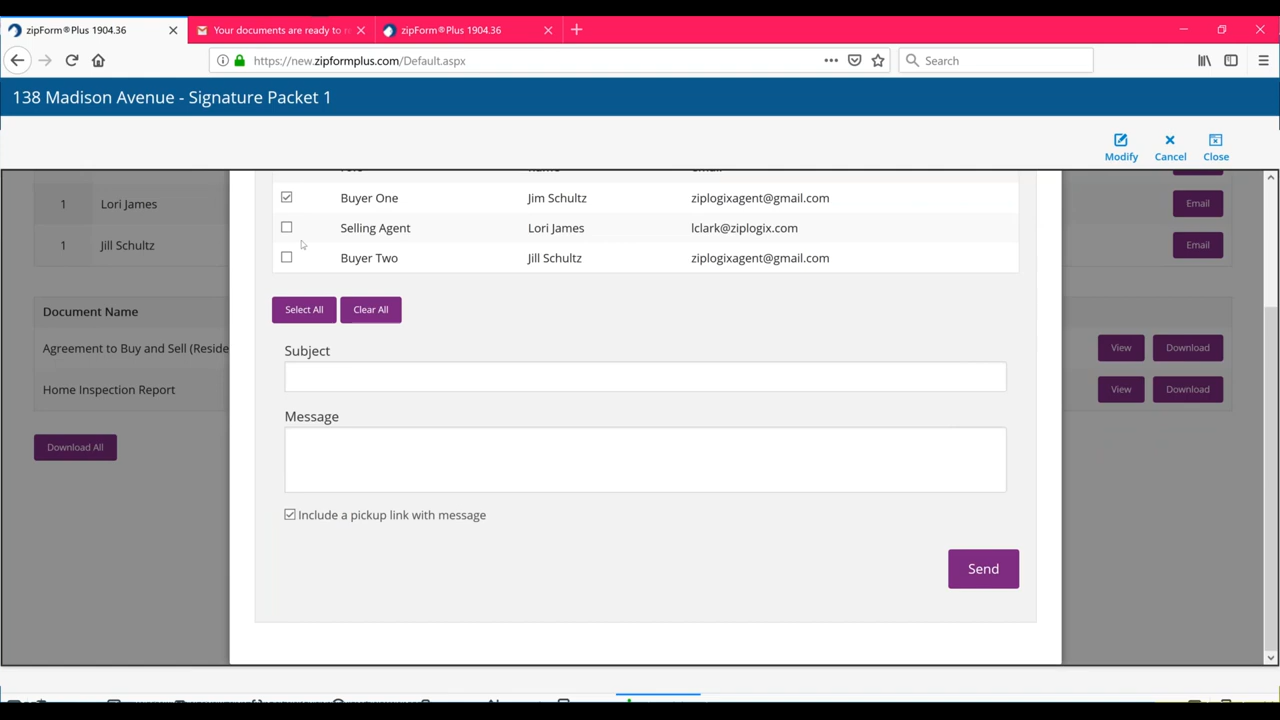 zipForm®Plus 1904.36
Your documents are ready to
zipForm®Plus 1904.36
https://new.zipformplus.com/Default.aspx
Search
138 Madison Avenue - Signature Packet 1
Modify
Cancel
Close
1 Lori James Email
1 Jill Schultz Email
Buyer One Jim Schultz ziplogixagent@gmail.com
Selling Agent Lori James lclark@ziplogix.com
Buyer Two Jill Schultz ziplogixagent@gmail.com
Select All Clear All
Document Name
Agreement to Buy and Sell (Reside View Download
Home Inspection Report View Download
Download All
Subject
Message
Include a pickup link with message
Send